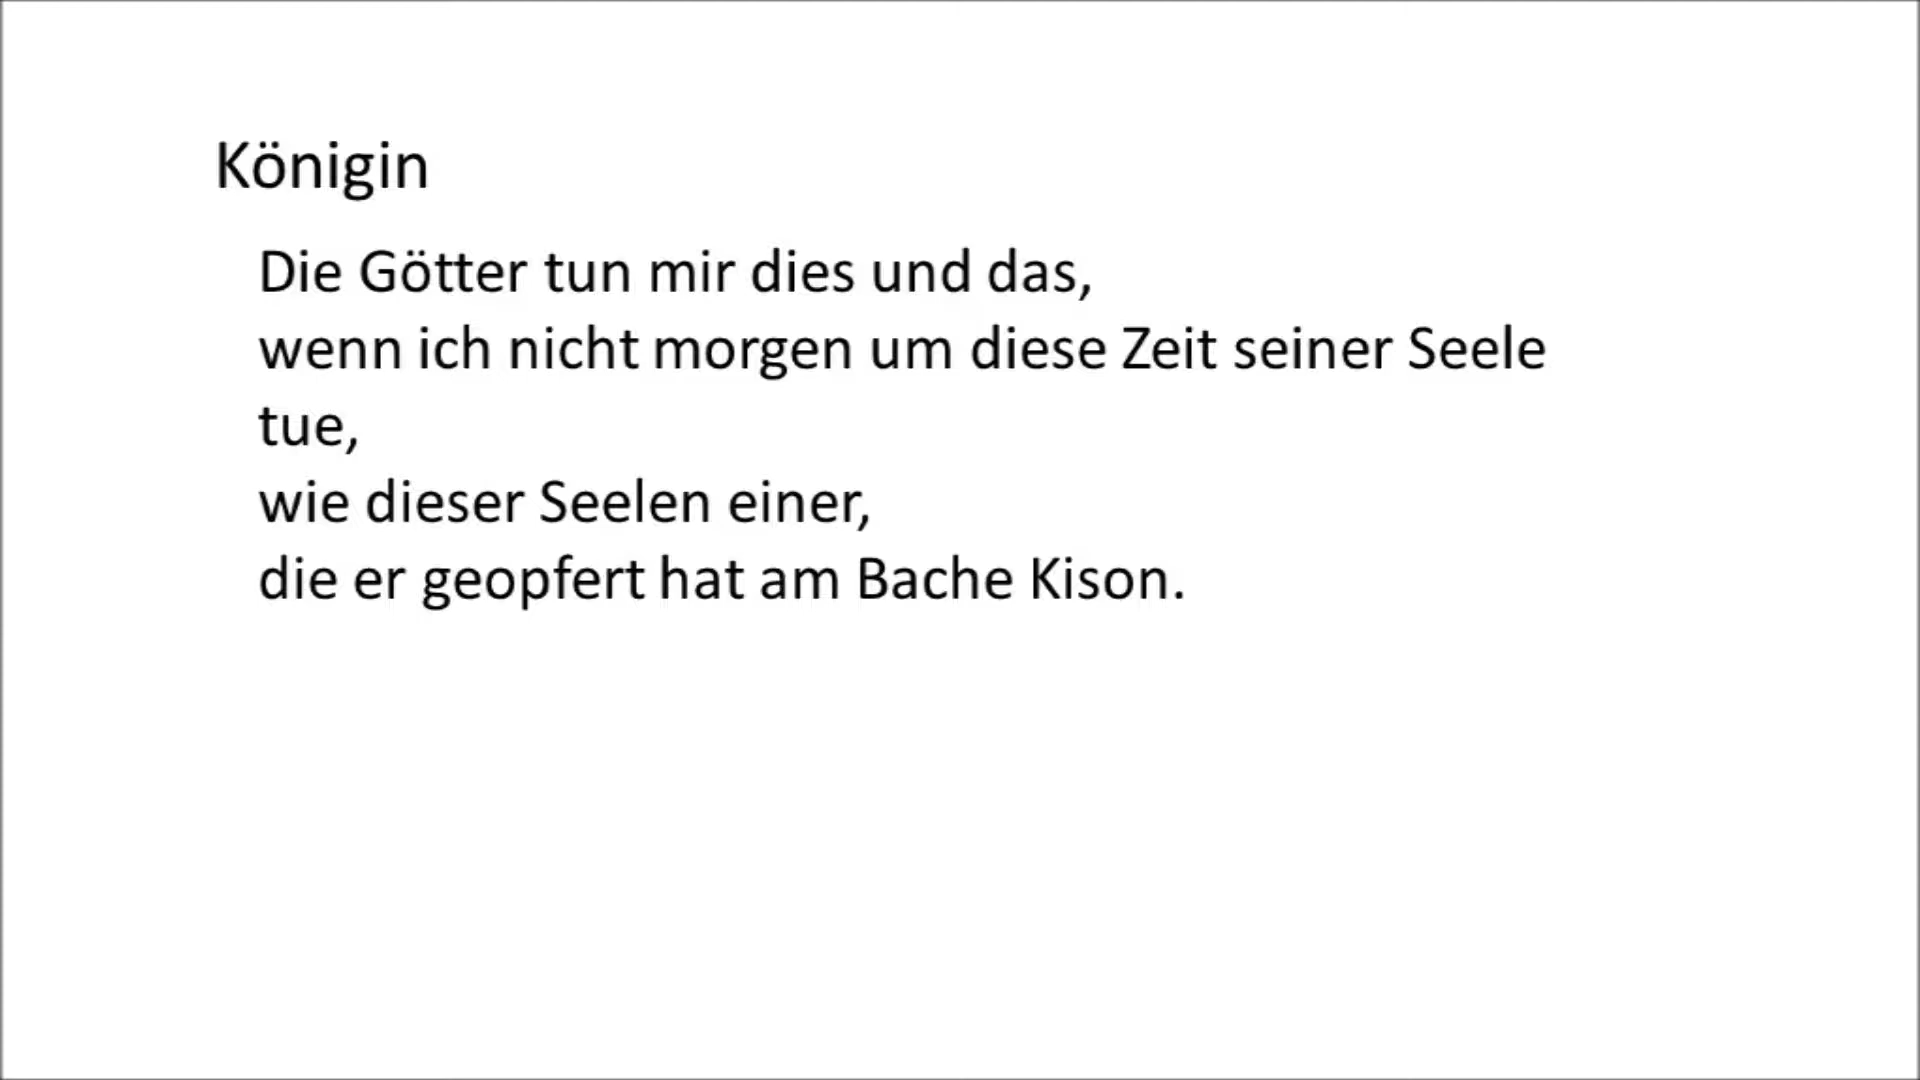 Königin
Die Götter tun mir dies und das,
wenn ich nicht morgen um diese Zeit seiner Seele
tue,
wie dieser Seelen einer,
die er geopfert hat am Bache Kison.